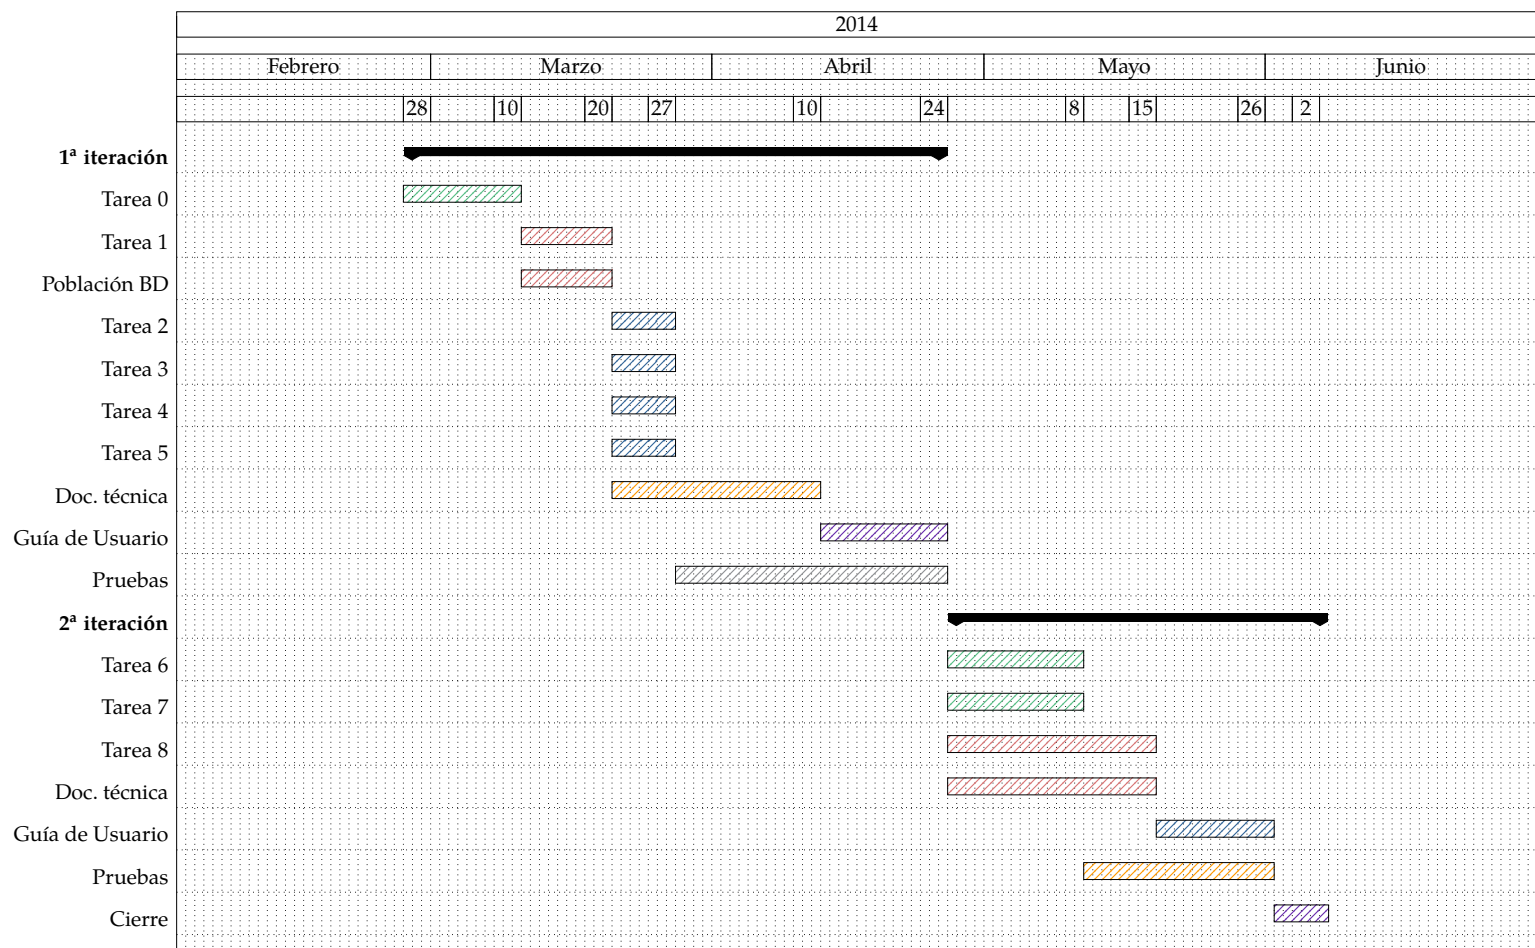 2014
Febrero Marzo Abril Mayo Junio
28 10 20 27 10 24 8 15 26 2
1ª iteración
Tarea 0
Tarea 1
Población BD
Tarea 2
Tarea 3
Tarea 4
Tarea 5
Doc. técnica
Guía de Usuario
Pruebas
2ª iteración
Tarea 6
Tarea 7
Tarea 8
Doc. técnica
Guía de Usuario
Pruebas
Cierre